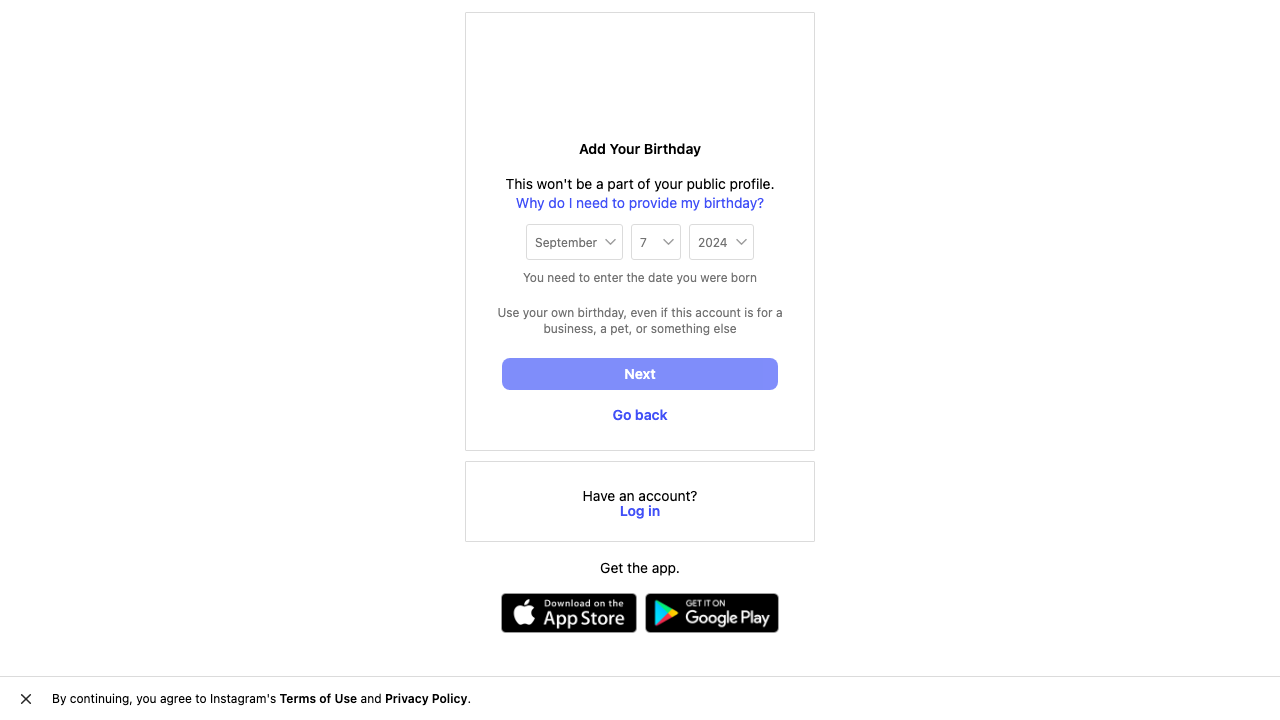 Add Your Birthday
This won't be a part of your public profile.
Why do I need to provide my birthday?
September 7 2024
You need to enter the date you were born
Use your own birthday, even if this account is for a
business, a pet, or something else
Next
Go back
Have an account?
Log in
Get the app.
Download on the
App Store
GET IT ON
Google Play
By continuing, you agree to Instagram's Terms of Use and Privacy Policy.